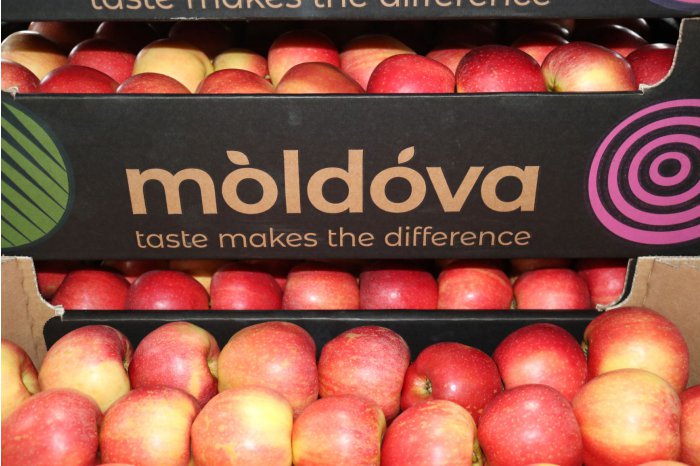 taste makes the difference
mòldóva
taste makes the difference